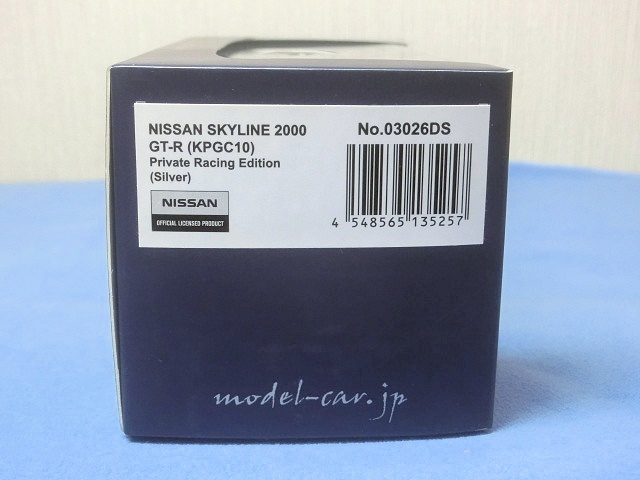 NISSAN SKYLINE 2000
GT-R (KPGC10)
Private Racing Edition
(Silver)
NISSAN
OFFICIAL LICENSED PRODUCT
No.03026DS
4 548565 135257
model-car.jp